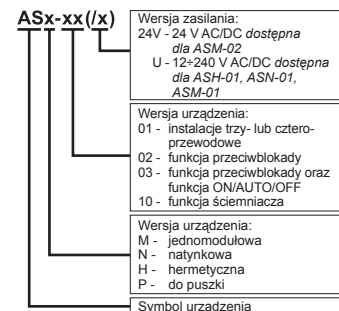 ASx-xx(/x)
Wersja zasilania:
24V - 24 V AC/DC dostępna
dla ASM-02
U - 12÷240 V AC/DC dostępna
dla ASH-01, ASN-01,
ASM-01
Wersja urządzenia:
01 - instalacje trzy- lub cztero-
przewodowe
02 - funkcja przeciwblokady
03 - funkcja przeciwblokady oraz
funkcja ON/AUTO/OFF
10 - funkcja ściemniacza
Wersja urządzenia:
M - jednomodułowa
N - natynkowa
H - hermetyczna
P - do puszki
Symbol urządzenia